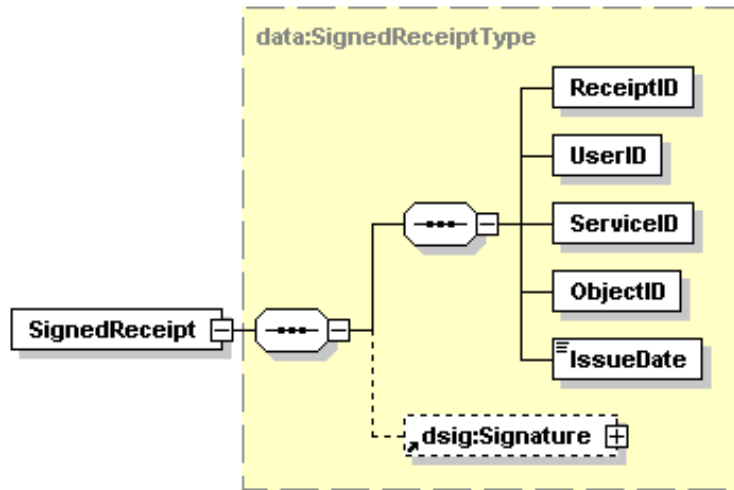 data:SignedReceiptType
ReceiptID
UserID
ServiceID
ObjectID
SignedReceipt
IssueDate
dsig:Signature